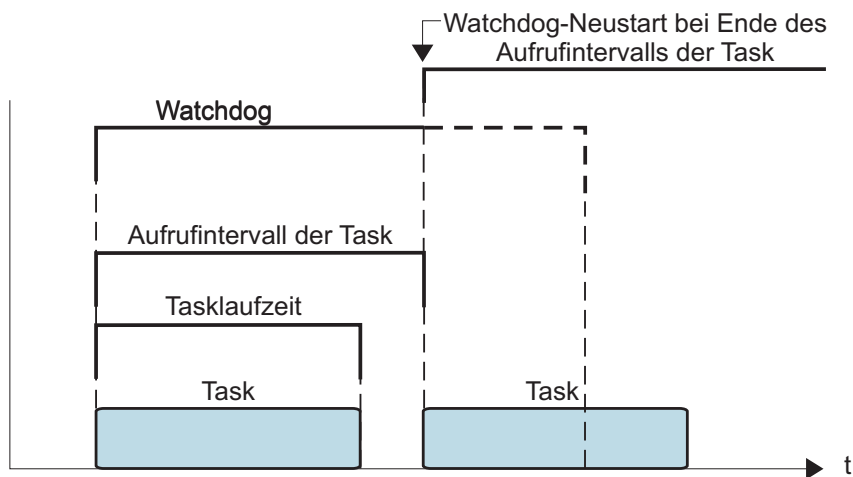 Watchdog-Neustart bei Ende des
Aufrufintervalls der Task
Watchdog
Aufrufintervall der Task
Tasklaufzeit
Task
Task
t